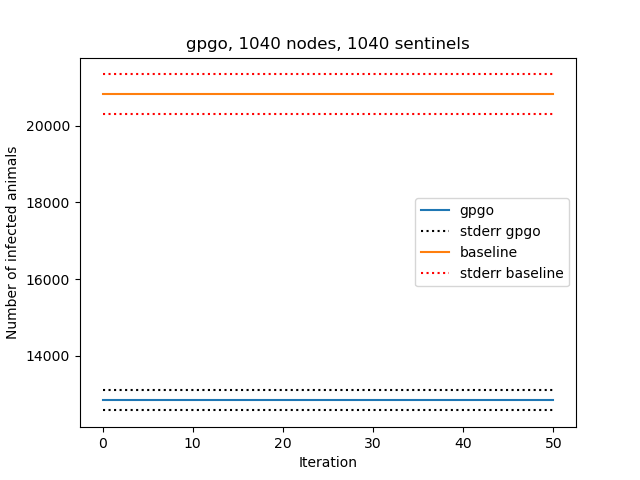 gpgo, 1040 nodes, 1040 sentinels
Number of infected animals
20000
18000
16000
14000
gpgo
stderr gpgo
baseline
stderr baseline
0
10
20
30
40
50
Iteration